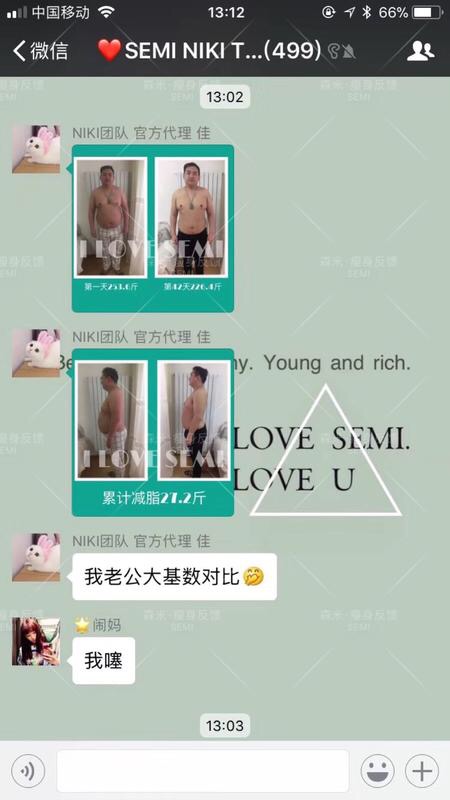 中国移动
13:12
66%
微信
❤️SEMI NIKI T...(499)
13:02
NIKI团队 官方代理 佳
I LOVE SEMI
第一天253.6斤
第42天226.4斤
NIKI团队 官方代理 佳
Be
ny. Young and rich.
I LOVE SEMI
累计减脂27.2斤
LOVE SEMI.
LOVE U
NIKI团队 官方代理 佳
我老公大基数对比🤭
🌟闹妈
我噻
13:03
森米·瘦身反馈
SEMI